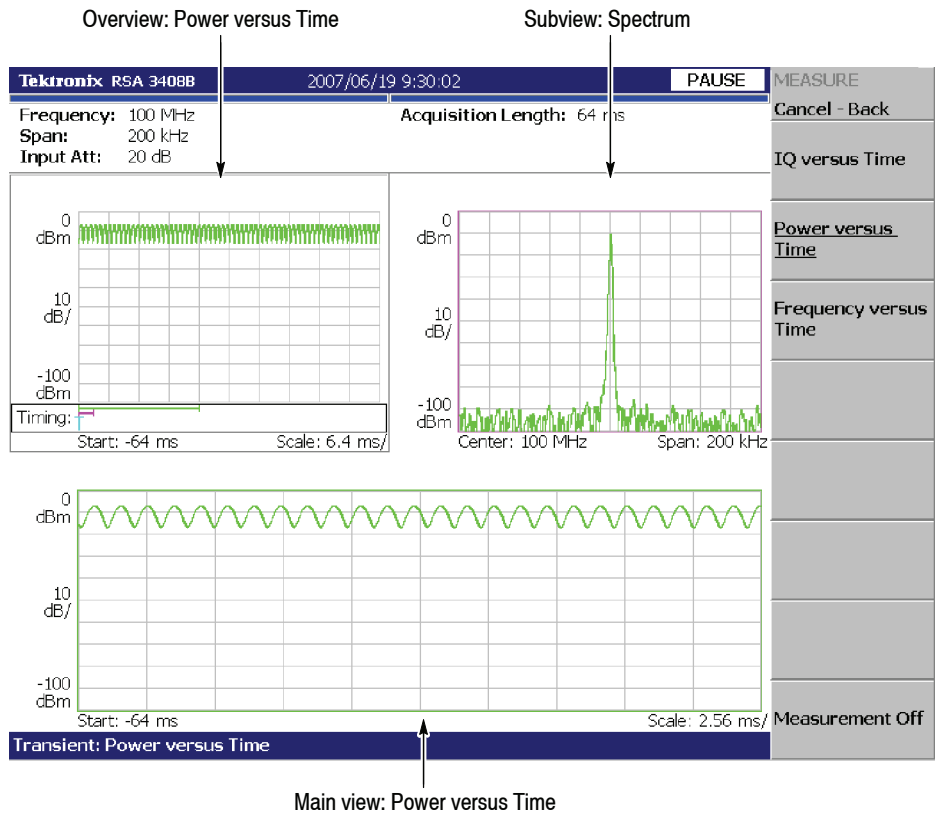 Overview: Power versus Time
Subview: Spectrum
Tektronix RSA 3408B 2007/06/19 9:30:02 PAUSE
MEASURE
Cancel - Back
Frequency: 100 MHz
Acquisition Length: 64 ms
Span: 200 kHz
Input Att: 20 dB
IQ versus Time
Power versus
Time
Frequency versus
Time
Measurement Off
0
dBm
10
dB/
-100
dBm
Timing:
Start: -64 ms
Scale: 6.4 ms/
0
dBm
10
dB/
-100
dBm
Center: 100 MHz
Span: 200 kHz
0
dBm
10
dB/
-100
dBm
Start: -64 ms
Scale: 2.56 ms/
Transient: Power versus Time
Main view: Power versus Time